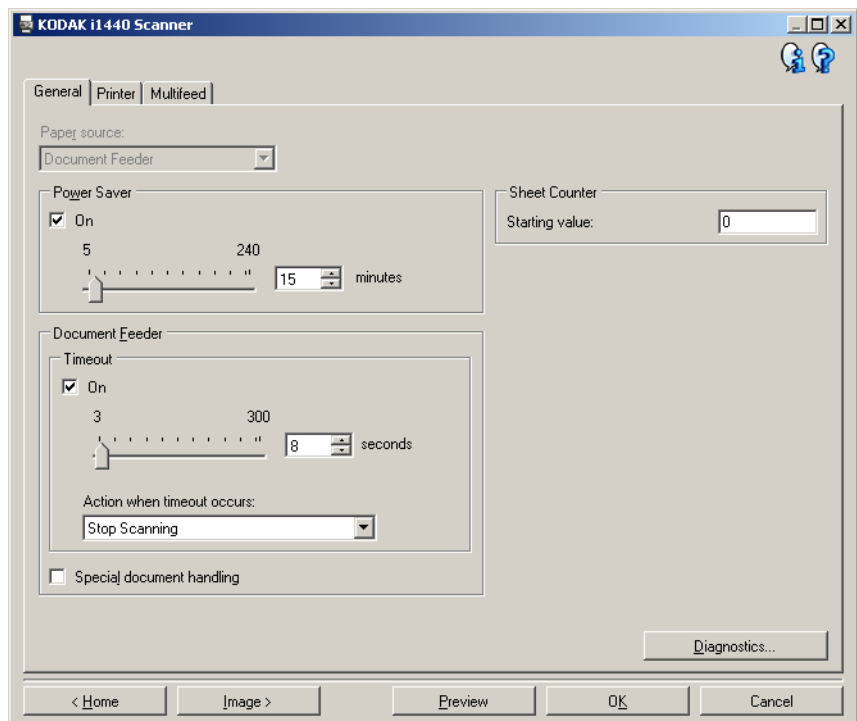 KODAK i1440 Scanner
General Printer Multifeed
Paper source:
Document Feeder
Power Saver
On
5 240
15 minutes
Sheet Counter
Starting value: 0
Document Feeder
Timeout
On
3 300
8 seconds
Action when timeout occurs:
Stop Scanning
Special document handling
Diagnostics...
< Home Image > Preview OK Cancel